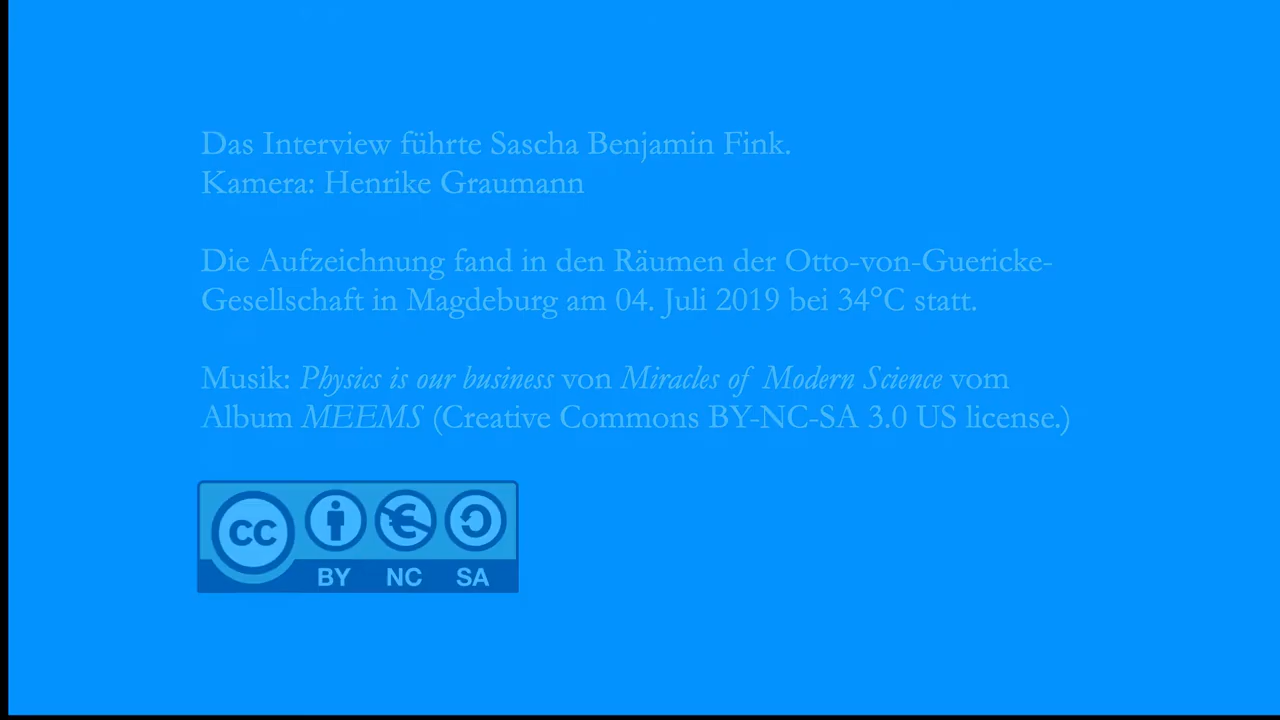 Das Interview führte Sascha Benjamin Fink.
Kamera: Henrike Graumann
Die Aufzeichnung fand in den Räumen der Otto-von-Guericke-
Gesellschaft in Magdeburg am 04. Juli 2019 bei 34°C statt.
Musik: Physics is our business von Miracles of Modern Science vom
Album MEEMS (Creative Commons BY-NC-SA 3.0 US license.)
CC BY NC SA